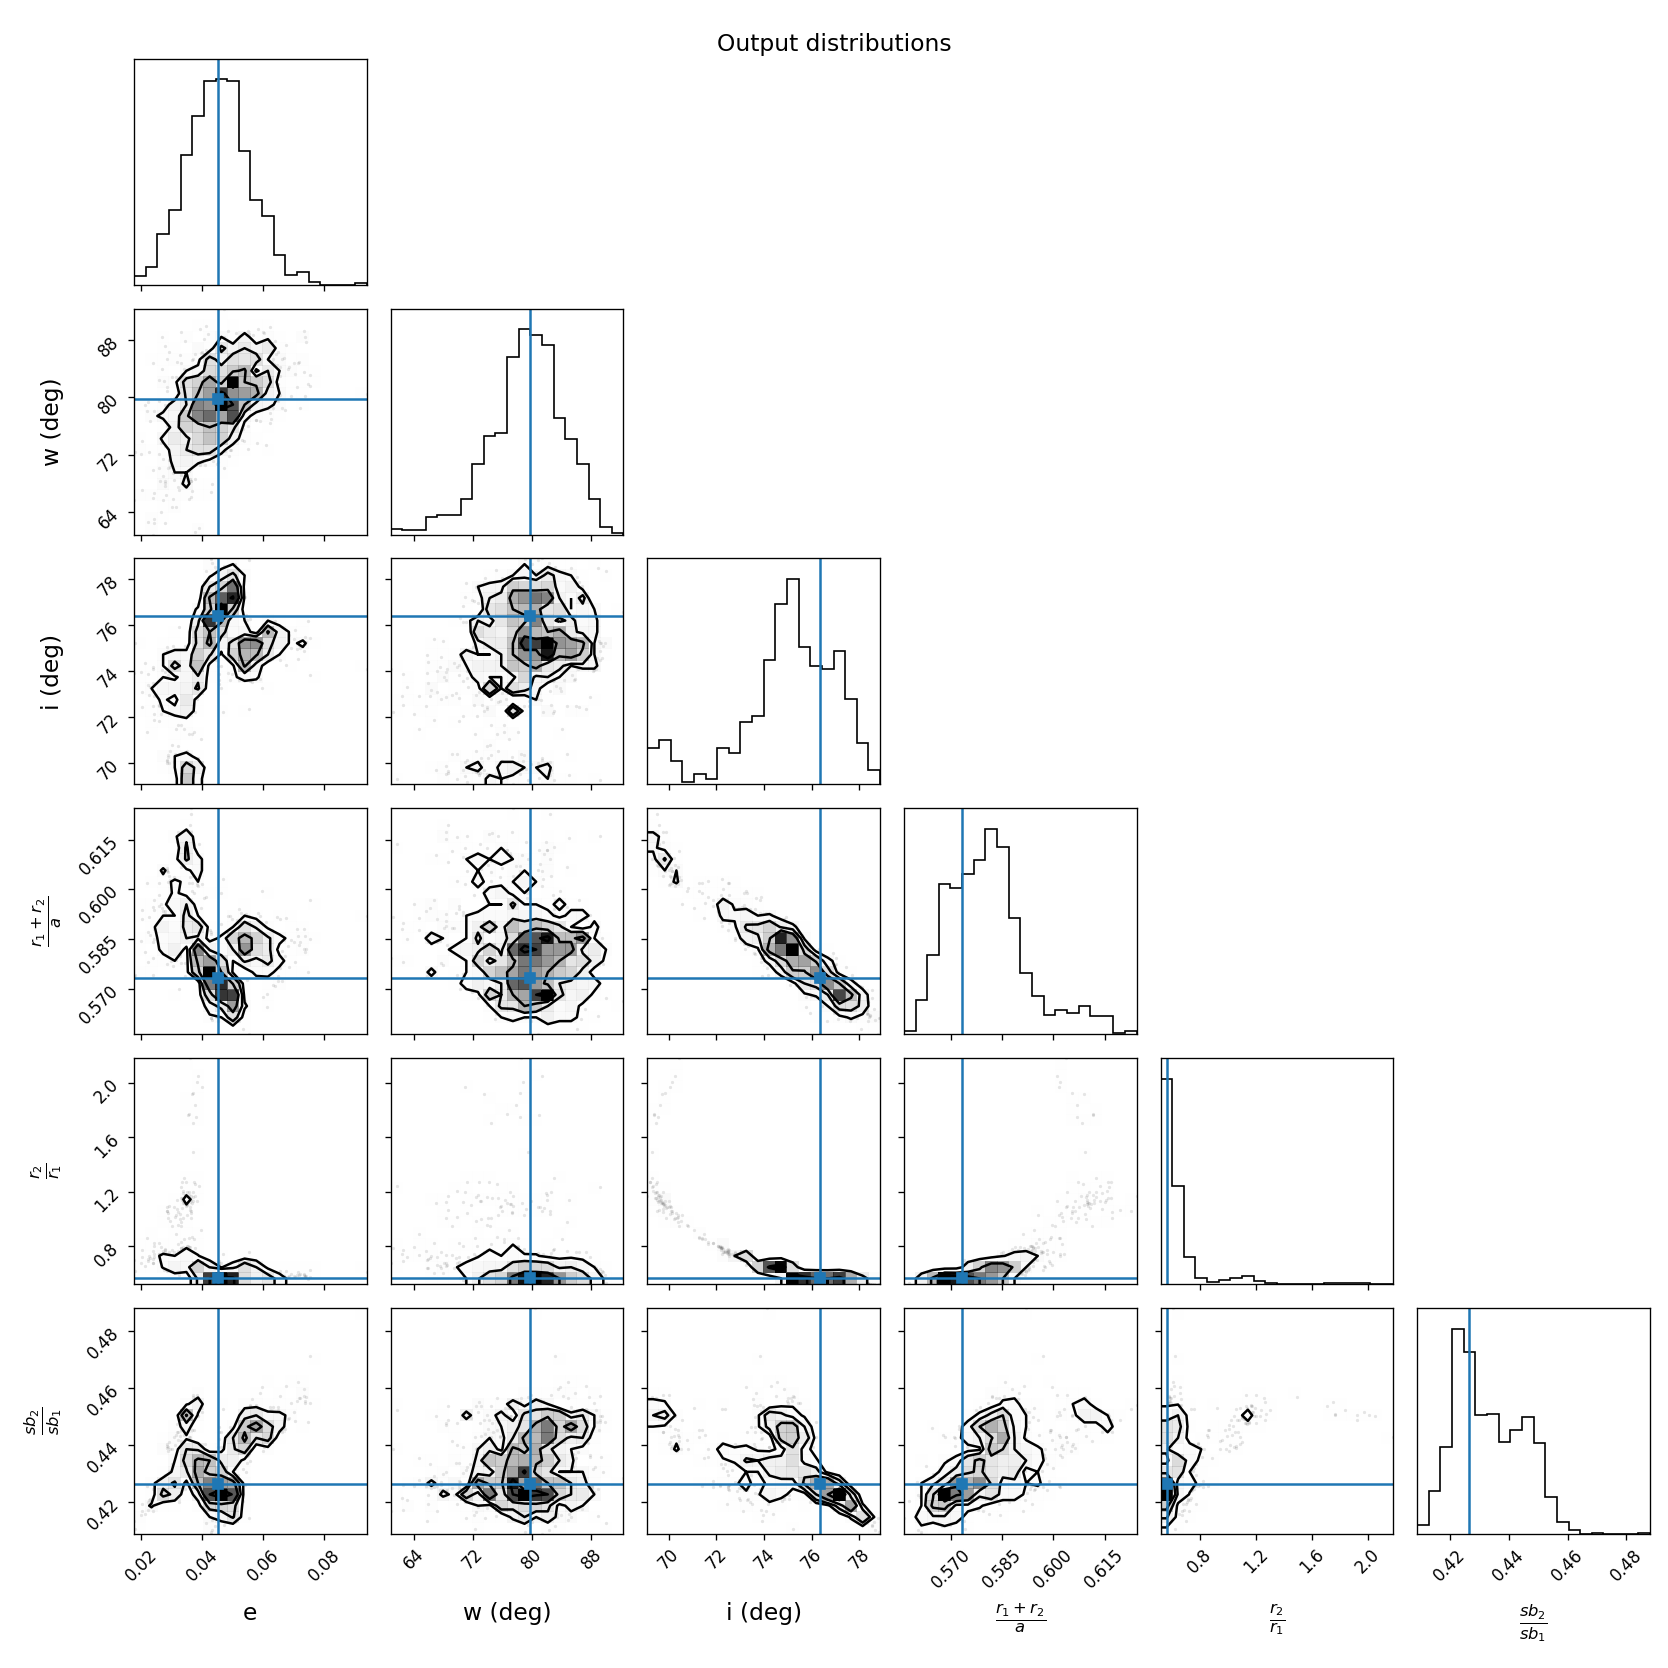 Output distributions
88
80
72
64
w (deg)
78
76
74
72
70
i (deg)
0.615
0.600
0.585
0.570
r₁ + r₂
a
2.0
1.6
1.2
0.8
r₂
r₁
0.48
0.46
0.44
0.42
sb₂
sb₁
0.02 0.04 0.06 0.08 64 72 80 88 70 72 74 76 78 0.570 0.585 0.600 0.615 0.8 1.2 1.6 2.0 0.42 0.44 0.46 0.48
e w (deg) i (deg) r₁ + r₂ r₂ sb₂
a r₁ sb₁